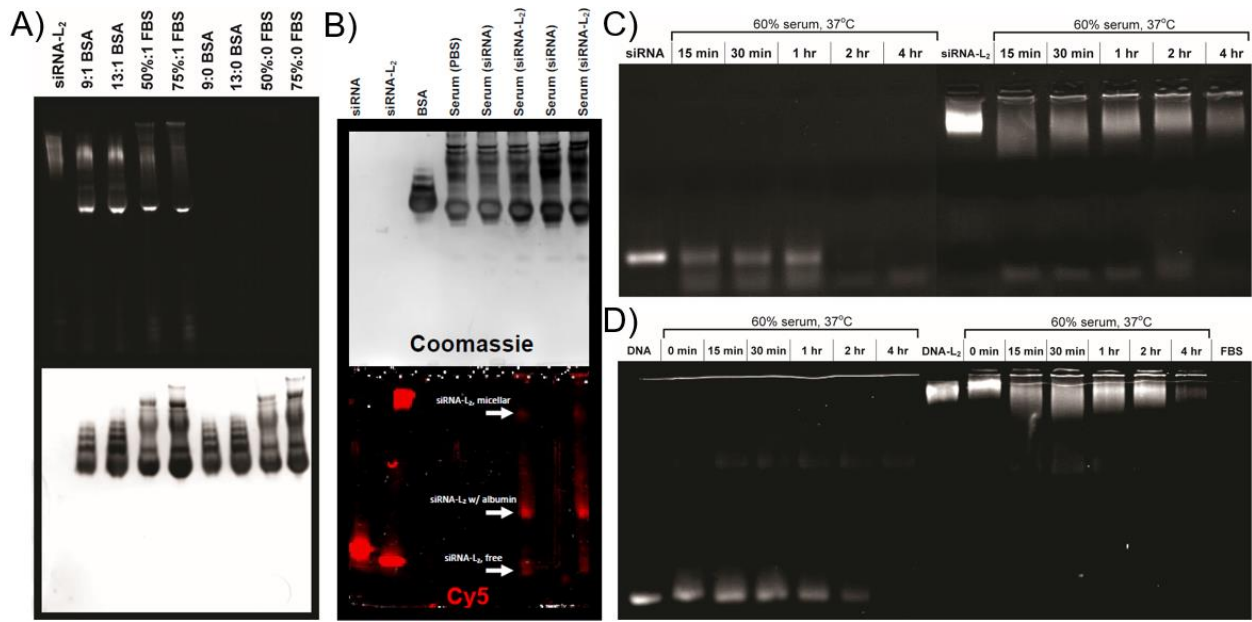 A)
siRNA-L₂
9:1 BSA
13:1 BSA
50%:1 FBS
75%:1 FBS
9:0 BSA
13:0 BSA
50%:0 FBS
75%:0 FBS
B)
siRNA
siRNA-L₂
BSA
Serum (PBS)
Serum (siRNA)
Serum (siRNA-L₂)
Serum (siRNA)
Serum (siRNA-L₂)
Coomassie
siRNA-L₂, micellar
siRNA-L₂ w/ albumin
siRNA-L₂, free
Cy5
C)
60% serum, 37°C
60% serum, 37°C
siRNA 15 min 30 min 1 hr 2 hr 4 hr siRNA-L₂ 15 min 30 min 1 hr 2 hr 4 hr
D)
60% serum, 37°C
60% serum, 37°C
DNA 0 min 15 min 30 min 1 hr 2 hr 4 hr DNA-L₂ 0 min 15 min 30 min 1 hr 2 hr 4 hr FBS